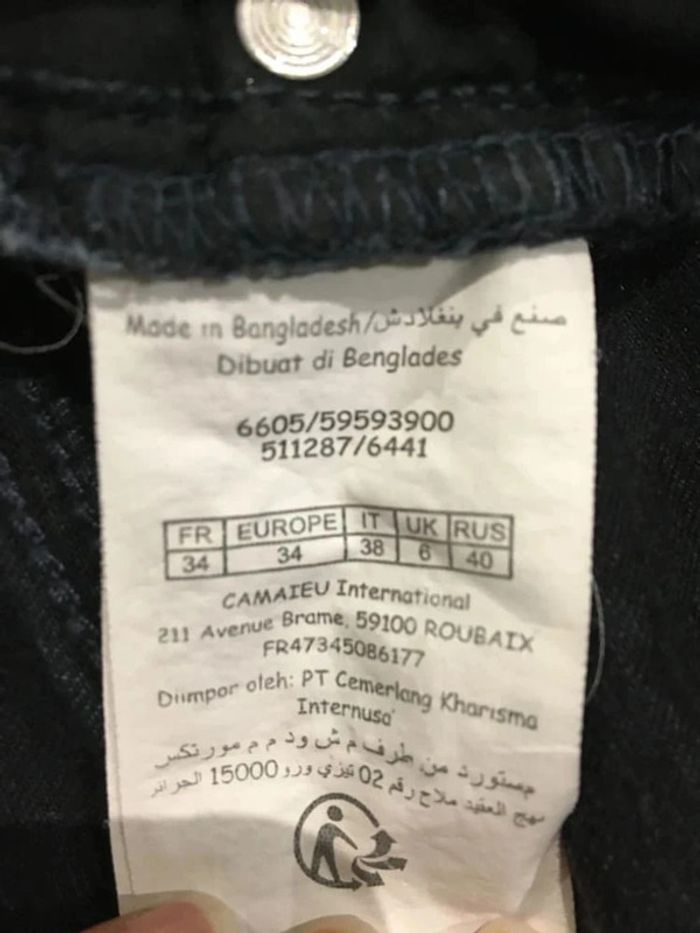 Made in Bangladesh/صنع في بنغلادش
Dibuat di Benglades
6605/59593900
511287/6441
FR EUROPE IT UK RUS
34 34 38 6 40
CAMAIEU International
211 Avenue Brame, 59100 ROUBAIX
FR47345086177
Diimpor oleh: PT Cemerlang Kharisma
Internusa
مستورد من طرف م ش و د م م مورتكس
نهج العقيد ملاح رقم 02 تيزي وزو 15000 الجزائر